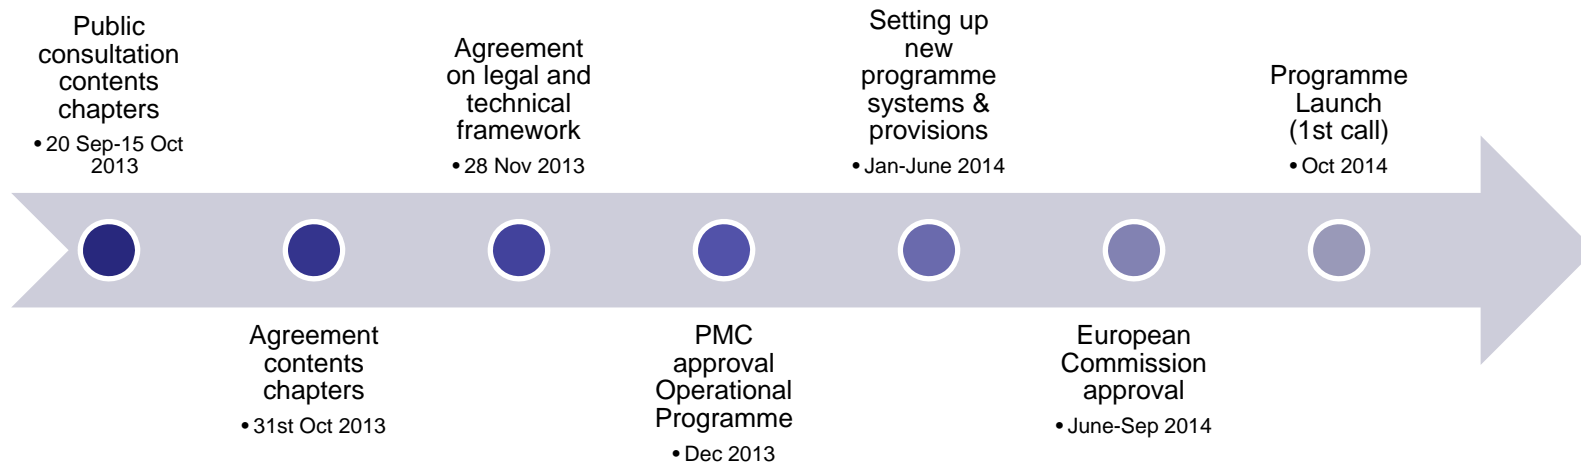 Public
consultation
contents
chapters
• 20 Sep-15 Oct
2013
Agreement
contents
chapters
• 31st Oct 2013
Agreement
on legal and
technical
framework
• 28 Nov 2013
PMC
approval
Operational
Programme
• Dec 2013
Setting up
new
programme
systems &
provisions
• Jan-June 2014
European
Commission
approval
• June-Sep 2014
Programme
Launch
(1st call)
• Oct 2014